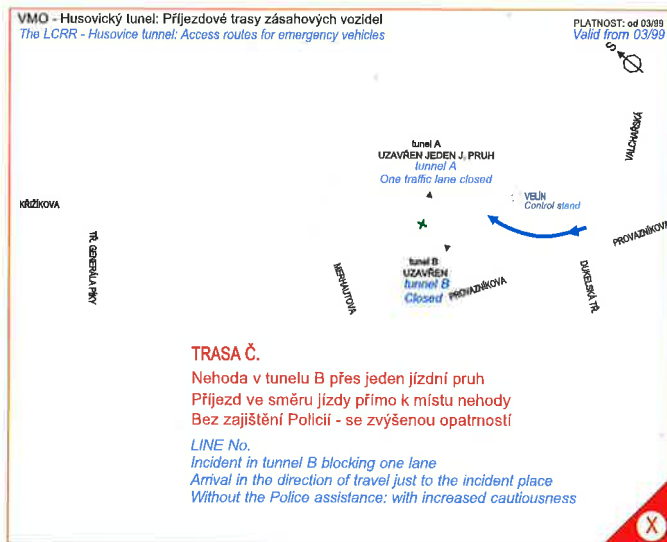 VMO - Husovický tunel: Příjezdové trasy zásahových vozidel
The LCRR - Husovice tunnel: Access routes for emergency vehicles
PLATNOST: od 03/99
Valid from 03/99
S
VALCHAŘSKÁ
tunel A
UZAVŘEN JEDEN J. PRUH
tunnel A
One traffic lane closed
VELÍN
Control stand
KŘIŽÍKOVA
PROVAZNÍKOVA
TŘ. GENERÁLA PÍKY
MERHAUTOVA
tunel B
UZAVŘEN
tunnel B
Closed
PROVAZNÍKOVA
DUKELSKÁ TŘ.
TRASA Č.
Nehoda v tunelu B přes jeden jízdní pruh
Příjezd ve směru jízdy přímo k místu nehody
Bez zajištění Policií - se zvýšenou opatrností
LINE No.
Incident in tunnel B blocking one lane
Arrival in the direction of travel just to the incident place
Without the Police assistance: with increased cautiousness
X